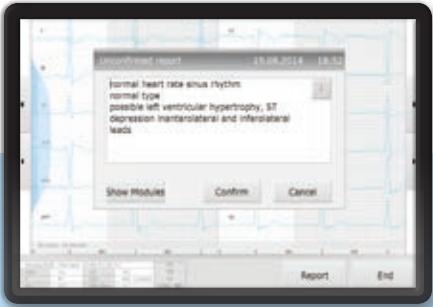 Unconfirmed report 15.08.2014 18:52
normal heart rate sinus rhythm
normal type
possible left ventricular hypertrophy, ST
depression inanterolateral and inferolateral
leads
Show Modules Confirm Cancel
Report End